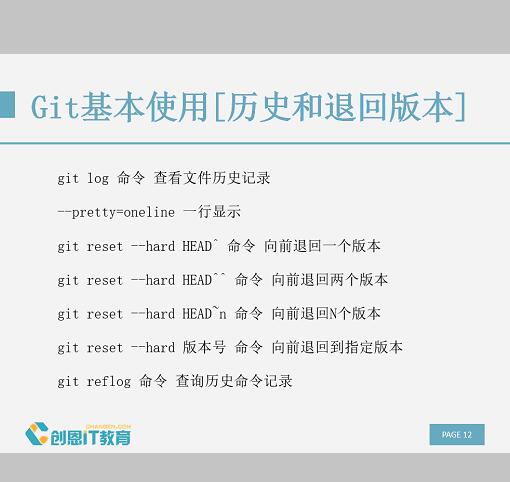 Git基本使用[历史和退回版本]
git log 命令 查看文件历史记录
--pretty=oneline 一行显示
git reset --hard HEAD^ 命令 向前退回一个版本
git reset --hard HEAD^^ 命令 向前退回两个版本
git reset --hard HEAD~n 命令 向前退回N个版本
git reset --hard 版本号 命令 向前退回到指定版本
git reflog 命令 查询历史命令记录
创恩iT教育
PAGE 12